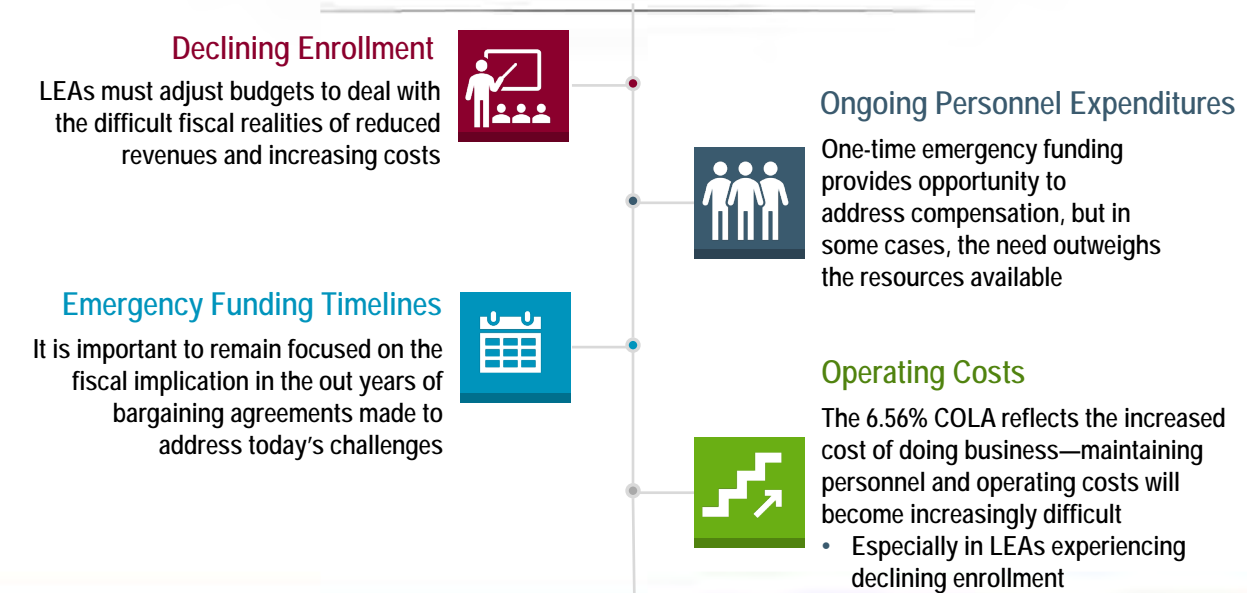 Declining Enrollment
LEAs must adjust budgets to deal with
the difficult fiscal realities of reduced
revenues and increasing costs
Ongoing Personnel Expenditures
One-time emergency funding
provides opportunity to
address compensation, but in
some cases, the need outweighs
the resources available
Emergency Funding Timelines
It is important to remain focused on the
fiscal implication in the out years of
bargaining agreements made to
address today's challenges
Operating Costs
The 6.56% COLA reflects the increased
cost of doing business—maintaining
personnel and operating costs will
become increasingly difficult
• Especially in LEAs experiencing
declining enrollment